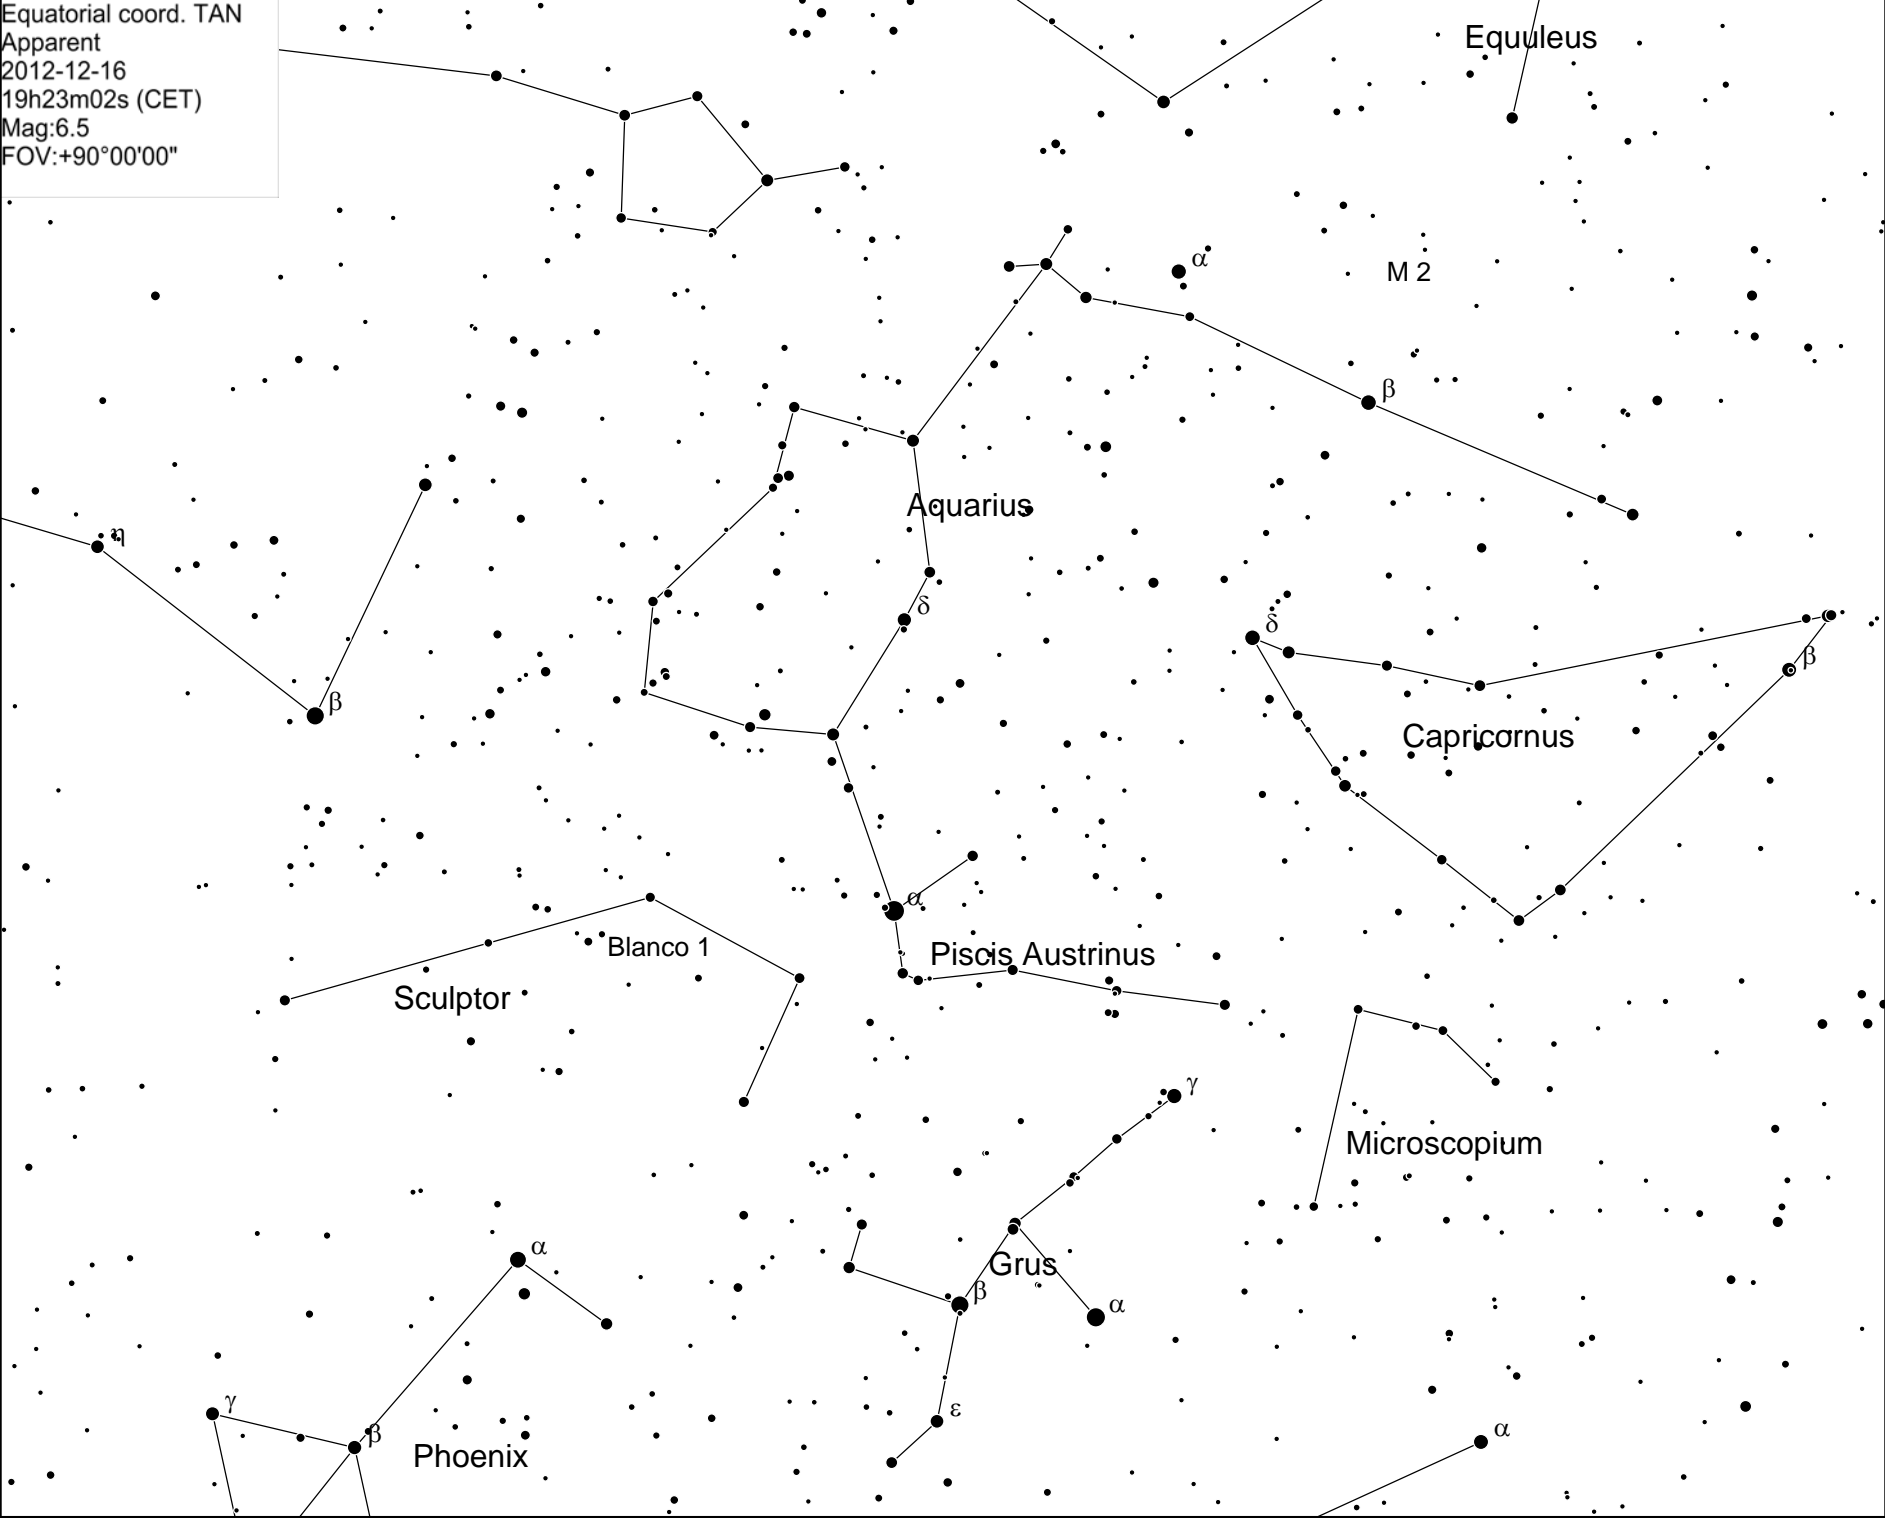 Equatorial coord. TAN
Apparent
2012-12-16
19h23m02s (CET)
Mag:6.5
FOV:+90°00'00"
Equuleus
α
M 2
β
Aquarius
η
δ
δ
β
β
Capricornus
α
Blanco 1
Piscis Austrinus
Sculptor
γ
Microscopium
α
Grus
β
α
γ
ε
β
α
Phoenix